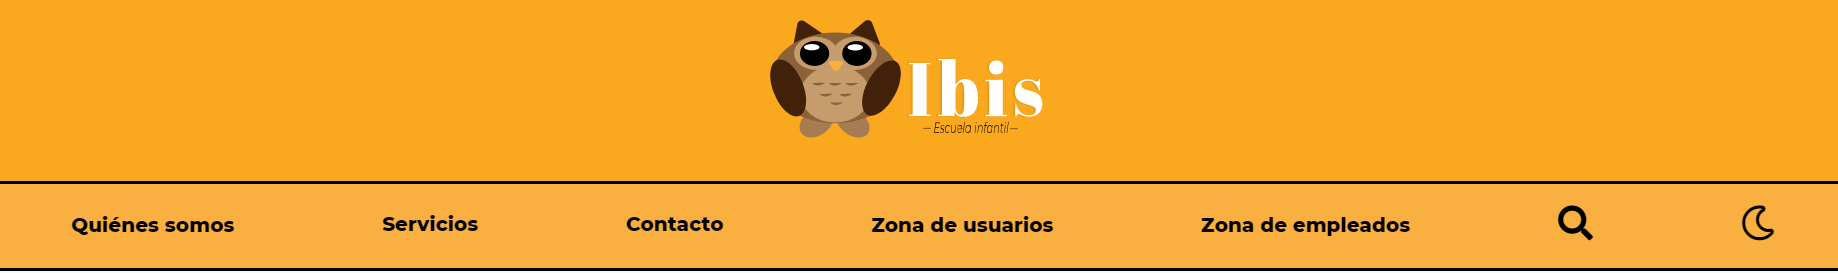 Ibis
—Escuela infantil—
Quiénes somos Servicios Contacto Zona de usuarios Zona de empleados